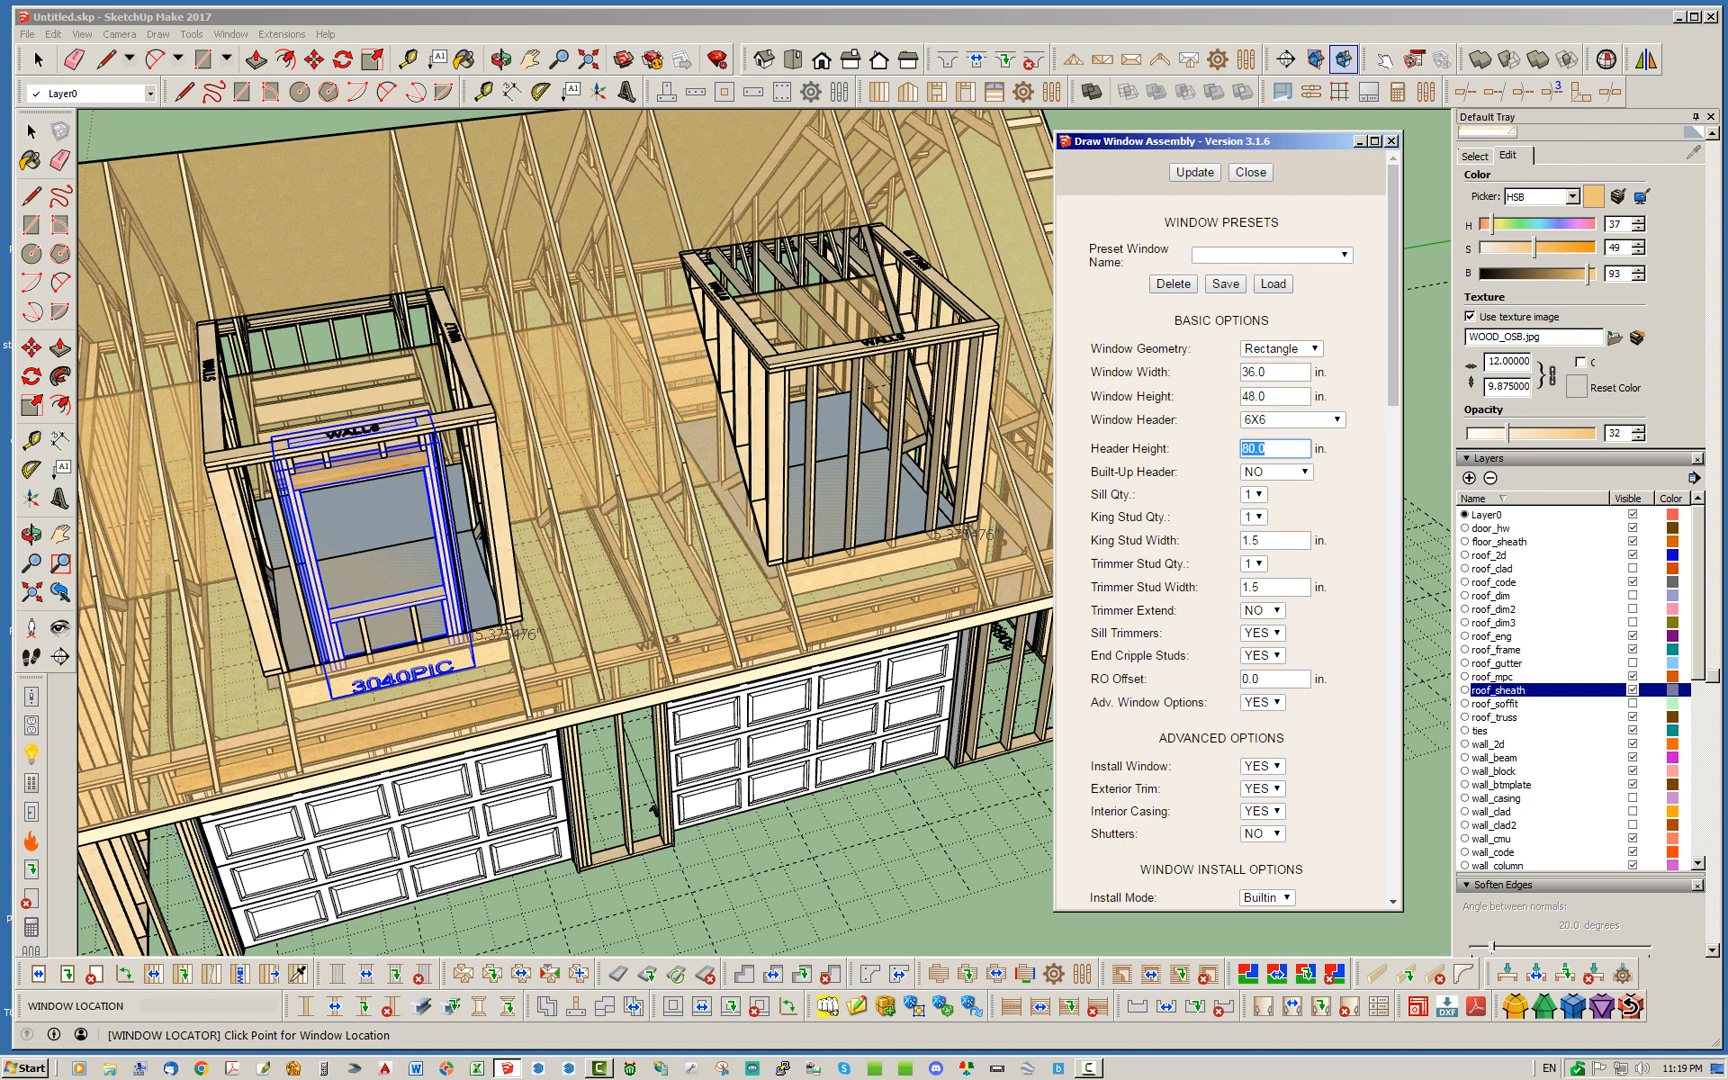 Untitled.skp - SketchUp Make 2017
File Edit View Camera Draw Tools Window Extensions Help
Layer0
Draw Window Assembly - Version 3.1.6
Update Close
WINDOW PRESETS
Preset Window Name:
Delete Save Load
BASIC OPTIONS
Window Geometry: Rectangle
Window Width: 36.0 in.
Window Height: 48.0 in.
Window Header: 6X6
Header Height: 80.0 in.
Built-Up Header: NO
Sill Qty.: 1
King Stud Qty.: 1
King Stud Width: 1.5 in.
Trimmer Stud Qty.: 1
Trimmer Stud Width: 1.5 in.
Trimmer Extend: NO
Sill Trimmers: YES
End Cripple Studs: YES
RO Offset: 0.0 in.
Adv. Window Options: YES
ADVANCED OPTIONS
Install Window: YES
Exterior Trim: YES
Interior Casing: YES
Shutters: NO
WINDOW INSTALL OPTIONS
Install Mode: Builtin
WALLS
WALLS
WALLS
WALLS
3040PIC
5.375476"
5.375476"
Default Tray
Select Edit
Color
Picker: HSB
H 37
S 49
B 93
Texture
Use texture image
WOOD_OSB.jpg
12.00000
9.875000
Reset Color
Opacity
32
Layers
Name Visible Color
Layer0
door_hw
floor_sheath
roof_2d
roof_clad
roof_code
roof_dim
roof_dim2
roof_dim3
roof_eng
roof_frame
roof_gutter
roof_mpc
roof_sheath
roof_soffit
roof_truss
ties
wall_2d
wall_beam
wall_block
wall_btmplate
wall_casing
wall_clad
wall_clad2
wall_cmu
wall_code
wall_column
Soften Edges
Angle between normals:
20.0 degrees
WINDOW LOCATION
[WINDOW LOCATOR] Click Point for Window Location
Start
EN
11:19 PM